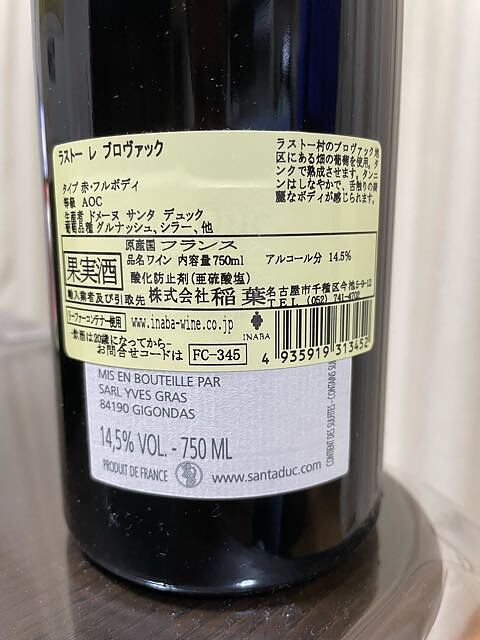 ラストー レ プロヴァック
タイプ 赤・フルボディ
等級 AOC
生産者 ドメーヌ サンタ デュック
葡萄品種 グルナッシュ、シラー、他
ラストー村のプロヴァック地
区にある畑の葡萄を使用。タ
ンクで熟成させます。タンニ
ンはしなやかで、舌触りの綺
麗なボディが感じられます。
果実酒
原産国 フランス
品名 ワイン 内容量750ml アルコール分 14.5%
酸化防止剤(亜硫酸塩)
輸入業者及び引取先 株式会社 稲葉 名古屋市千種区今池5-9-12
TEL (052) 741-4702
リーファーコンテナー使用 www.inaba-wine.co.jp INABA
飲酒は20歳になってから
お問合せコードは FC-345
4 935919 313452
MIS EN BOUTEILLE PAR
SARL YVES GRAS
84190 GIGONDAS
14,5% VOL. - 750 ML
PRODUIT DE FRANCE www.santaduc.com
CONTIENT DES SULFITES - CONTAINS SU